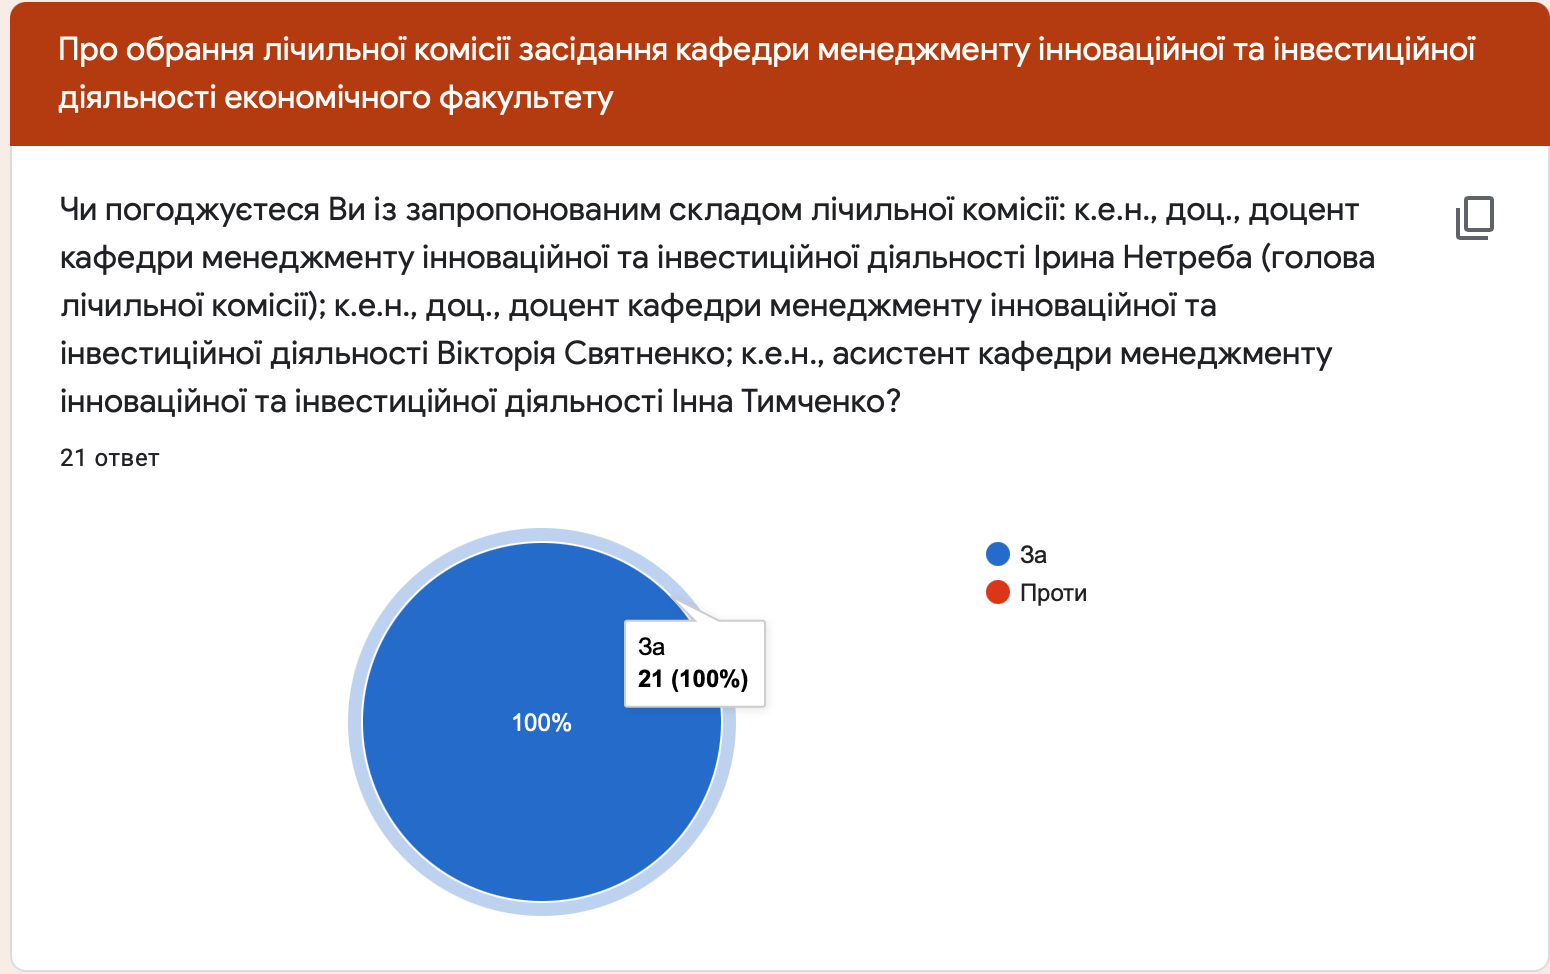 Про обрання лічильної комісії засідання кафедри менеджменту інноваційної та інвестиційної
діяльності економічного факультету
Чи погоджуєтеся Ви із запропонованим складом лічильної комісії: к.е.н., доц., доцент
кафедри менеджменту інноваційної та інвестиційної діяльності Ірина Нетреба (голова
лічильної комісії); к.е.н., доц., доцент кафедри менеджменту інноваційної та
інвестиційної діяльності Вікторія Святненко; к.е.н., асистент кафедри менеджменту
інноваційної та інвестиційної діяльності Інна Тимченко?
21 ответ
За
Проти
За
21 (100%)
100%